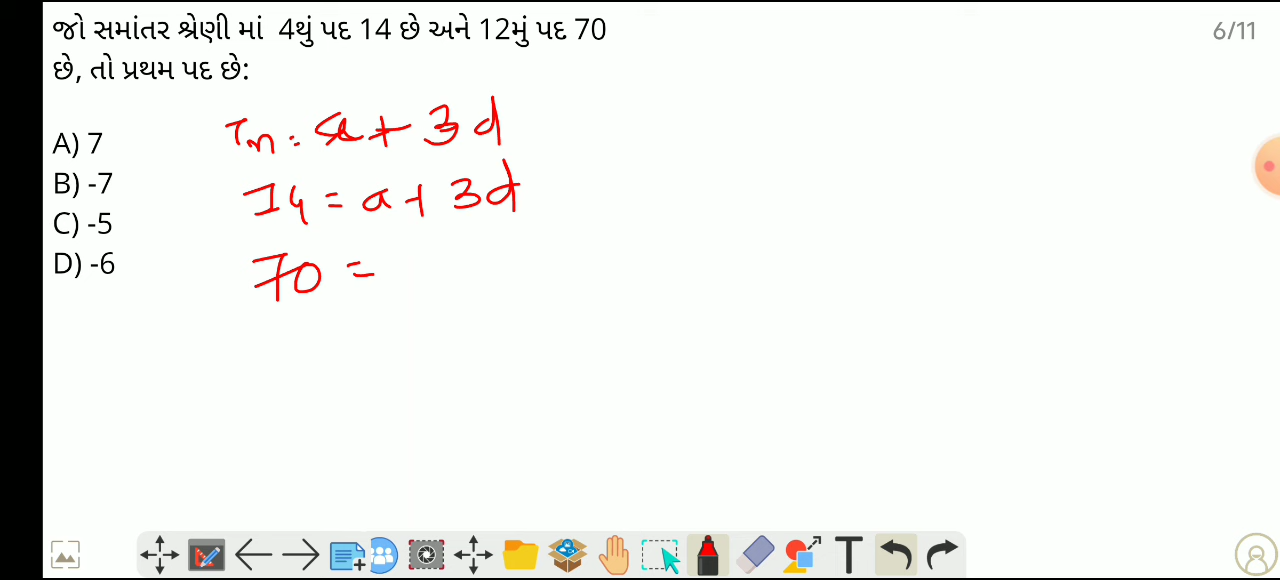 જો સમાંતર શ્રેણી માં 4થું પદ 14 છે અને 12મું પદ 70
6/11
છે, તો પ્રથમ પદ છે:
A) 7
B) -7
C) -5
D) -6
Tn = a + 3d
14 = a + 3d
70 =